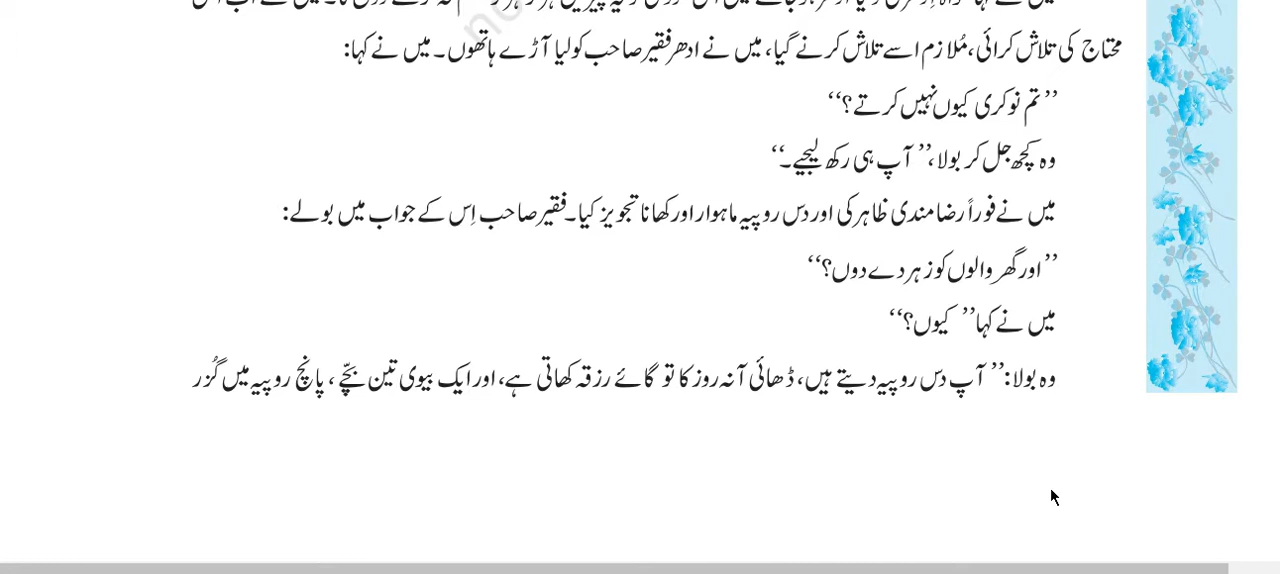 محتاج کی تلاش کرائی، مُلازم اسے تلاش کرنے گیا، میں نے ادھر فقیر صاحب کو لیا آڑے ہاتھوں۔ میں نے کہا:
’’تم نوکری کیوں نہیں کرتے؟‘‘
وہ کچھ جل کر بولا، ’’آپ ہی رکھ لیجیے۔‘‘
میں نے فوراً رضامندی ظاہر کی اور دس روپیہ ماہوار اور کھانا تجویز کیا۔ فقیر صاحب اِس کے جواب میں بولے:
’’اور گھر والوں کو زہر دے دوں؟‘‘
میں نے کہا ’’کیوں؟‘‘
وہ بولا: ’’آپ دس روپیہ دیتے ہیں، ڈھائی آنہ روز کا تو گائے رزقہ کھاتی ہے، اور ایک بیوی تین بچّے، پانچ روپیہ میں گُزر